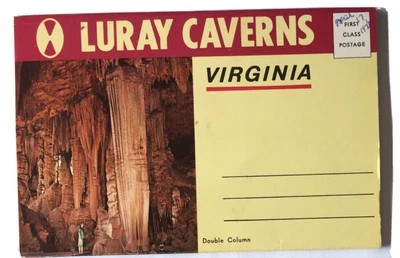 LURAY CAVERNS
FIRST
CLASS
POSTAGE
VIRGINIA
Double Column